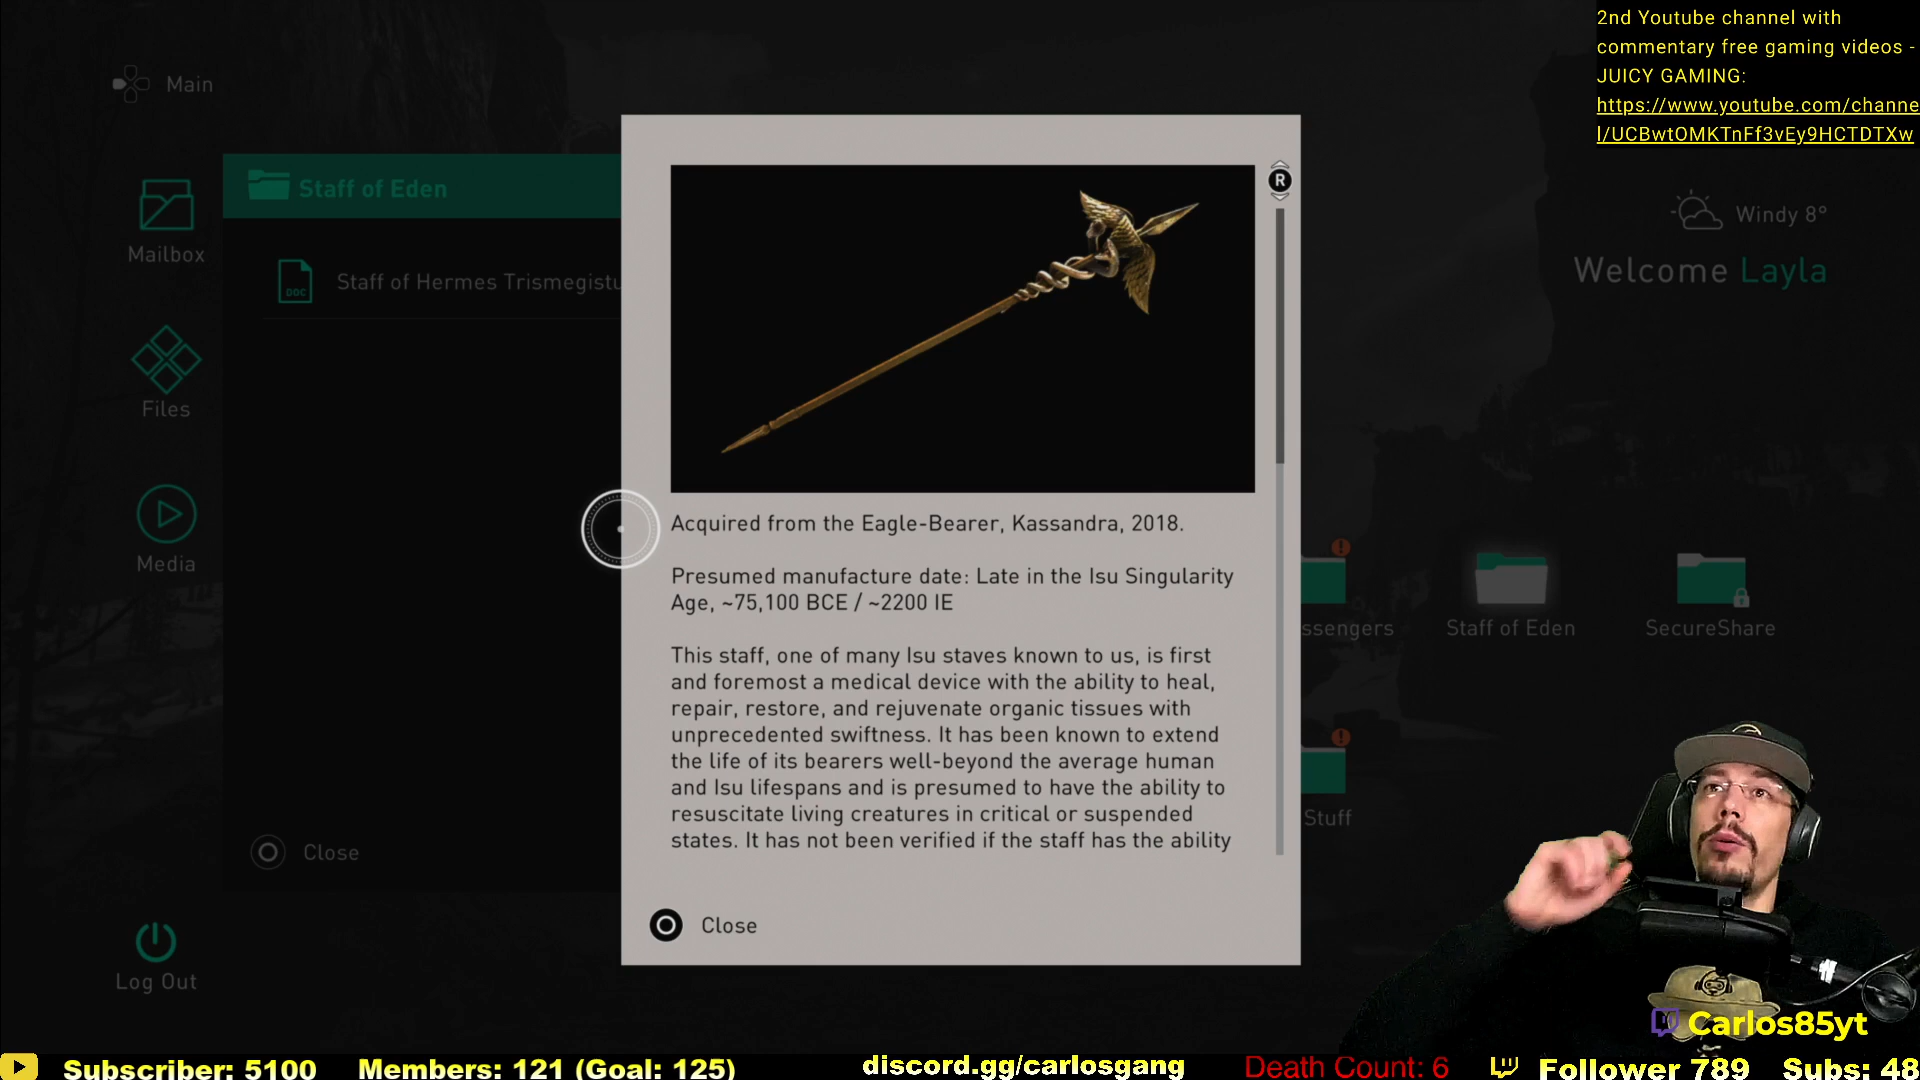 2nd Youtube channel with
commentary free gaming videos -
JUICY GAMING:
https://www.youtube.com/channe
l/UCBwtOMKTnFf3vEy9HCTDTXw
Main
Staff of Eden
R
Mailbox
Staff of Hermes Trismegistu
DOC
Windy 8°
Welcome Layla
Files
Acquired from the Eagle-Bearer, Kassandra, 2018.
Media
Presumed manufacture date: Late in the Isu Singularity
Age, ~75,100 BCE / ~2200 IE
ssengers
Staff of Eden
SecureShare
This staff, one of many Isu staves known to us, is first
and foremost a medical device with the ability to heal,
repair, restore, and rejuvenate organic tissues with
unprecedented swiftness. It has been known to extend
the life of its bearers well-beyond the average human
and Isu lifespans and is presumed to have the ability to
resuscitate living creatures in critical or suspended
states. It has not been verified if the staff has the ability
Stuff
Close
Close
Log Out
Carlos85yt
Subscriber: 5100
Members: 121 (Goal: 125)
discord.gg/carlosgang
Death Count: 6
Follower 789
Subs: 48